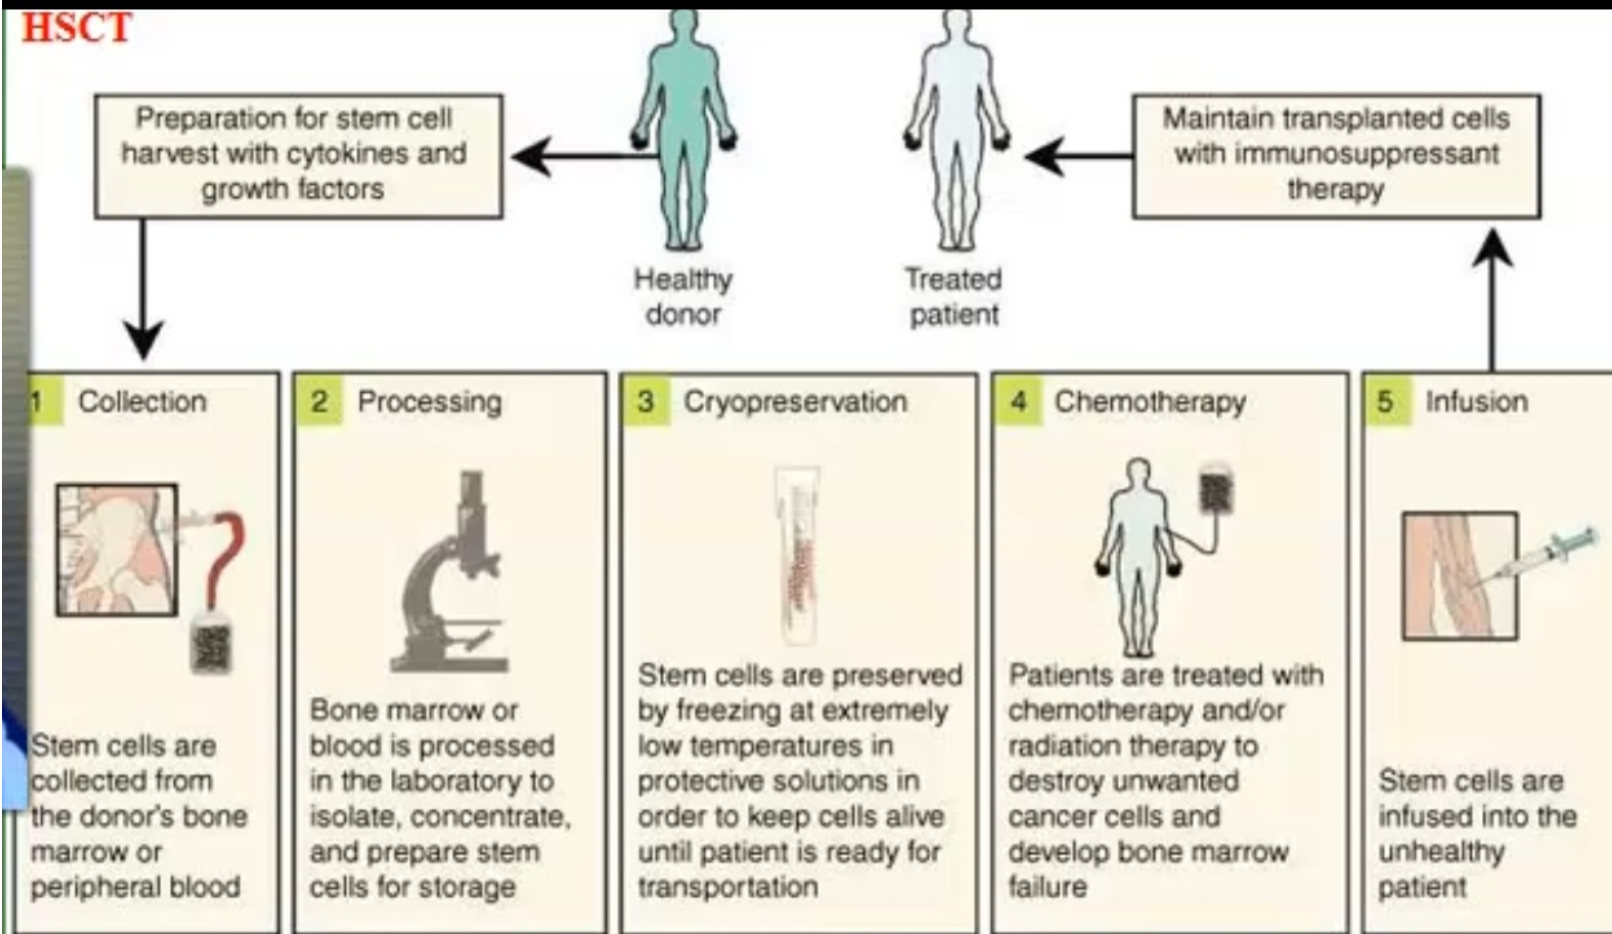 HSCT
Preparation for stem cell
harvest with cytokines and
growth factors
Healthy
donor
Treated
patient
Maintain transplanted cells
with immunosuppressant
therapy
1 Collection
Stem cells are
collected from
the donor's bone
marrow or
peripheral blood
2 Processing
Bone marrow or
blood is processed
in the laboratory to
isolate, concentrate,
and prepare stem
cells for storage
3 Cryopreservation
Stem cells are preserved
by freezing at extremely
low temperatures in
protective solutions in
order to keep cells alive
until patient is ready for
transportation
4 Chemotherapy
Patients are treated with
chemotherapy and/or
radiation therapy to
destroy unwanted
cancer cells and
develop bone marrow
failure
5 Infusion
Stem cells are
infused into the
unhealthy
patient